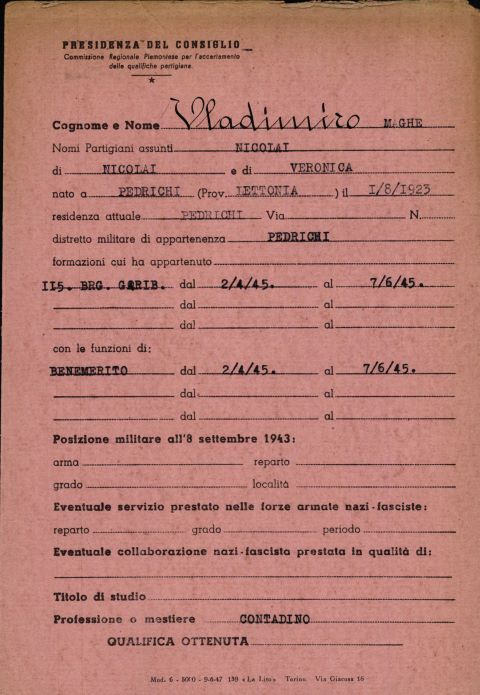 PRESIDENZA DEL CONSIGLIO
Commissione Regionale Piemontese per l'accertamento
delle qualifiche partigiane.
Cognome e Nome Vladimiro MAGHE
Nomi Partigiani assunti NICOLAI
di NICOLAI e di VERONICA
nato a PEDRICHI (Prov. IETTONIA ) il I/8/1923
residenza attuale PEDRICHI Via N.
distretto militare di appartenenza PEDRICHI
formazioni cui ha appartenuto
II5. BRG. GARIB. dal 2/4/45. al 7/6/45.
dal al
dal al
con le funzioni di:
BENEMERITO dal 2/4/45. al 7/6/45.
dal al
dal al
Posizione militare all'8 settembre 1943:
arma reparto
grado località
Eventuale servizio prestato nelle forze armate nazi-fasciste:
reparto grado periodo
Eventuale collaborazione nazi-fascista prestata in qualità di:
Titolo di studio
Professione o mestiere CONTADINO
QUALIFICA OTTENUTA
Mod. 6 - - 9-6-47 139 «La Lito» Torino. Via Giacosa 16